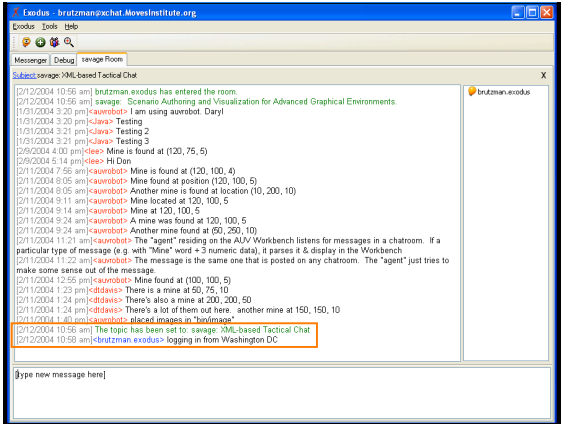 Exodus - brutzman@xchat.MovesInstitute.org
Exodus Tools Help
Messenger Debug savage Room
Subject: savage: XML-based Tactical Chat X
[2/12/2004 10:56 am] brutzman.exodus has entered the room.
[2/12/2004 10:56 am] savage: Scenario Authoring and Visualization for Advanced Graphical Environments.
[1/31/2004 3:20 pm]<auvrobot> I am using auvrobot. Daryl
[1/31/2004 3:20 pm]<Java> Testing
[1/31/2004 3:21 pm]<Java> Testing 2
[1/31/2004 3:21 pm]<Java> Testing 3
[2/9/2004 4:00 pm]<lee> Mine is found at (120, 75, 5)
[2/9/2004 5:14 pm]<lee> Hi Don
[2/11/2004 7:56 am]<auvrobot> Mine is found at (120, 100, 4)
[2/11/2004 8:05 am]<auvrobot> Mine found at position (120, 100, 5)
[2/11/2004 8:05 am]<auvrobot> Another mine is found at location (10, 200, 10)
[2/11/2004 9:11 am]<auvrobot> Mine located at 120, 100, 5
[2/11/2004 9:14 am]<auvrobot> Mine at 120, 100, 5
[2/11/2004 9:24 am]<auvrobot> A mine was found at 120, 100, 5
[2/11/2004 9:24 am]<auvrobot> Another mine found at (50, 250, 10)
[2/11/2004 11:21 am]<auvrobot> The "agent" residing on the AUV Workbench listens for messages in a chatroom. If a
particular type of message (e.g. with "Mine" word + 3 numeric data), it parses it & display in the Workbench
[2/11/2004 11:22 am]<auvrobot> The message is the same one that is posted on any chatroom. The "agent" just tries to
make some sense out of the message.
[2/11/2004 12:55 pm]<auvrobot> Mine found at (100, 100, 5)
[2/11/2004 1:23 pm]<dtdavis> There is a mine at 50, 75, 10
[2/11/2004 1:24 pm]<dtdavis> There's also a mine at 200, 200, 50
[2/11/2004 1:24 pm]<dtdavis> There's a lot of them out here. another mine at 150, 150, 10
[2/11/2004 1:40 pm]<auvrobot> placed images in "bin/image"
[2/12/2004 10:56 am] The topic has been set to: savage: XML-based Tactical Chat
[2/12/2004 10:58 am]<brutzman.exodus> logging in from Washington DC
brutzman.exodus
[type new message here]